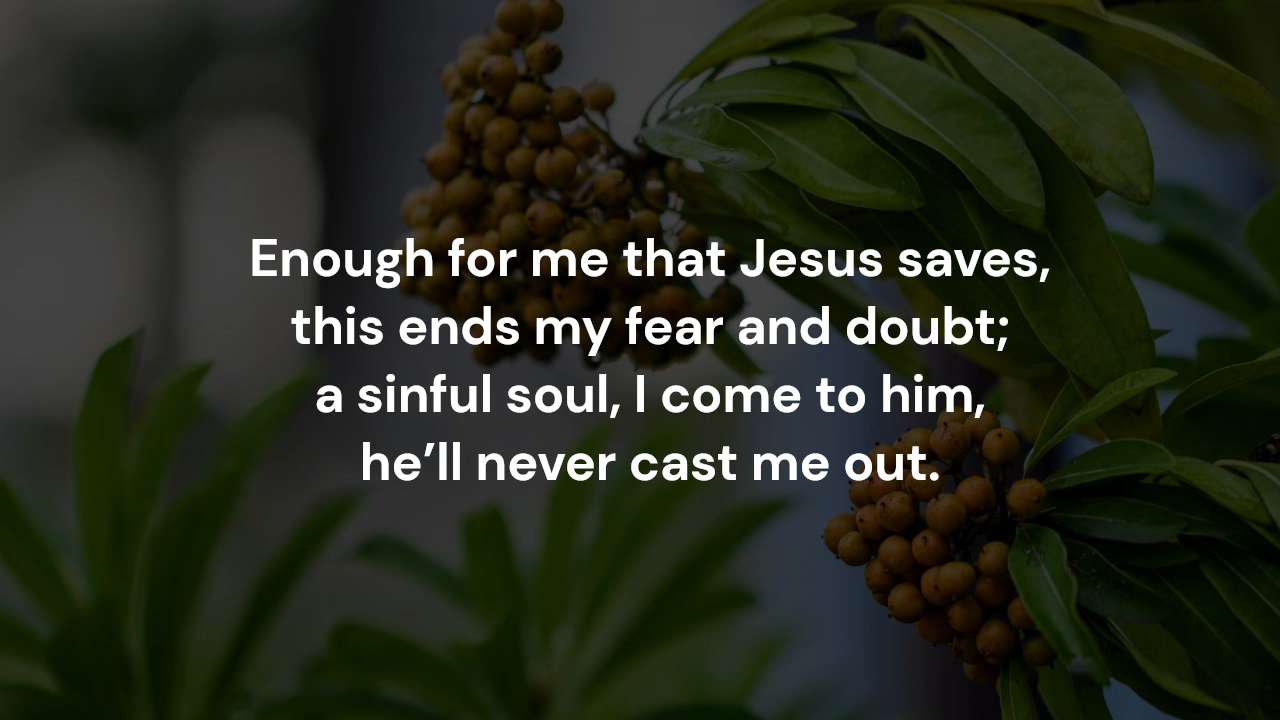 Enough for me that Jesus saves,
this ends my fear and doubt;
a sinful soul, I come to him,
he’ll never cast me out.